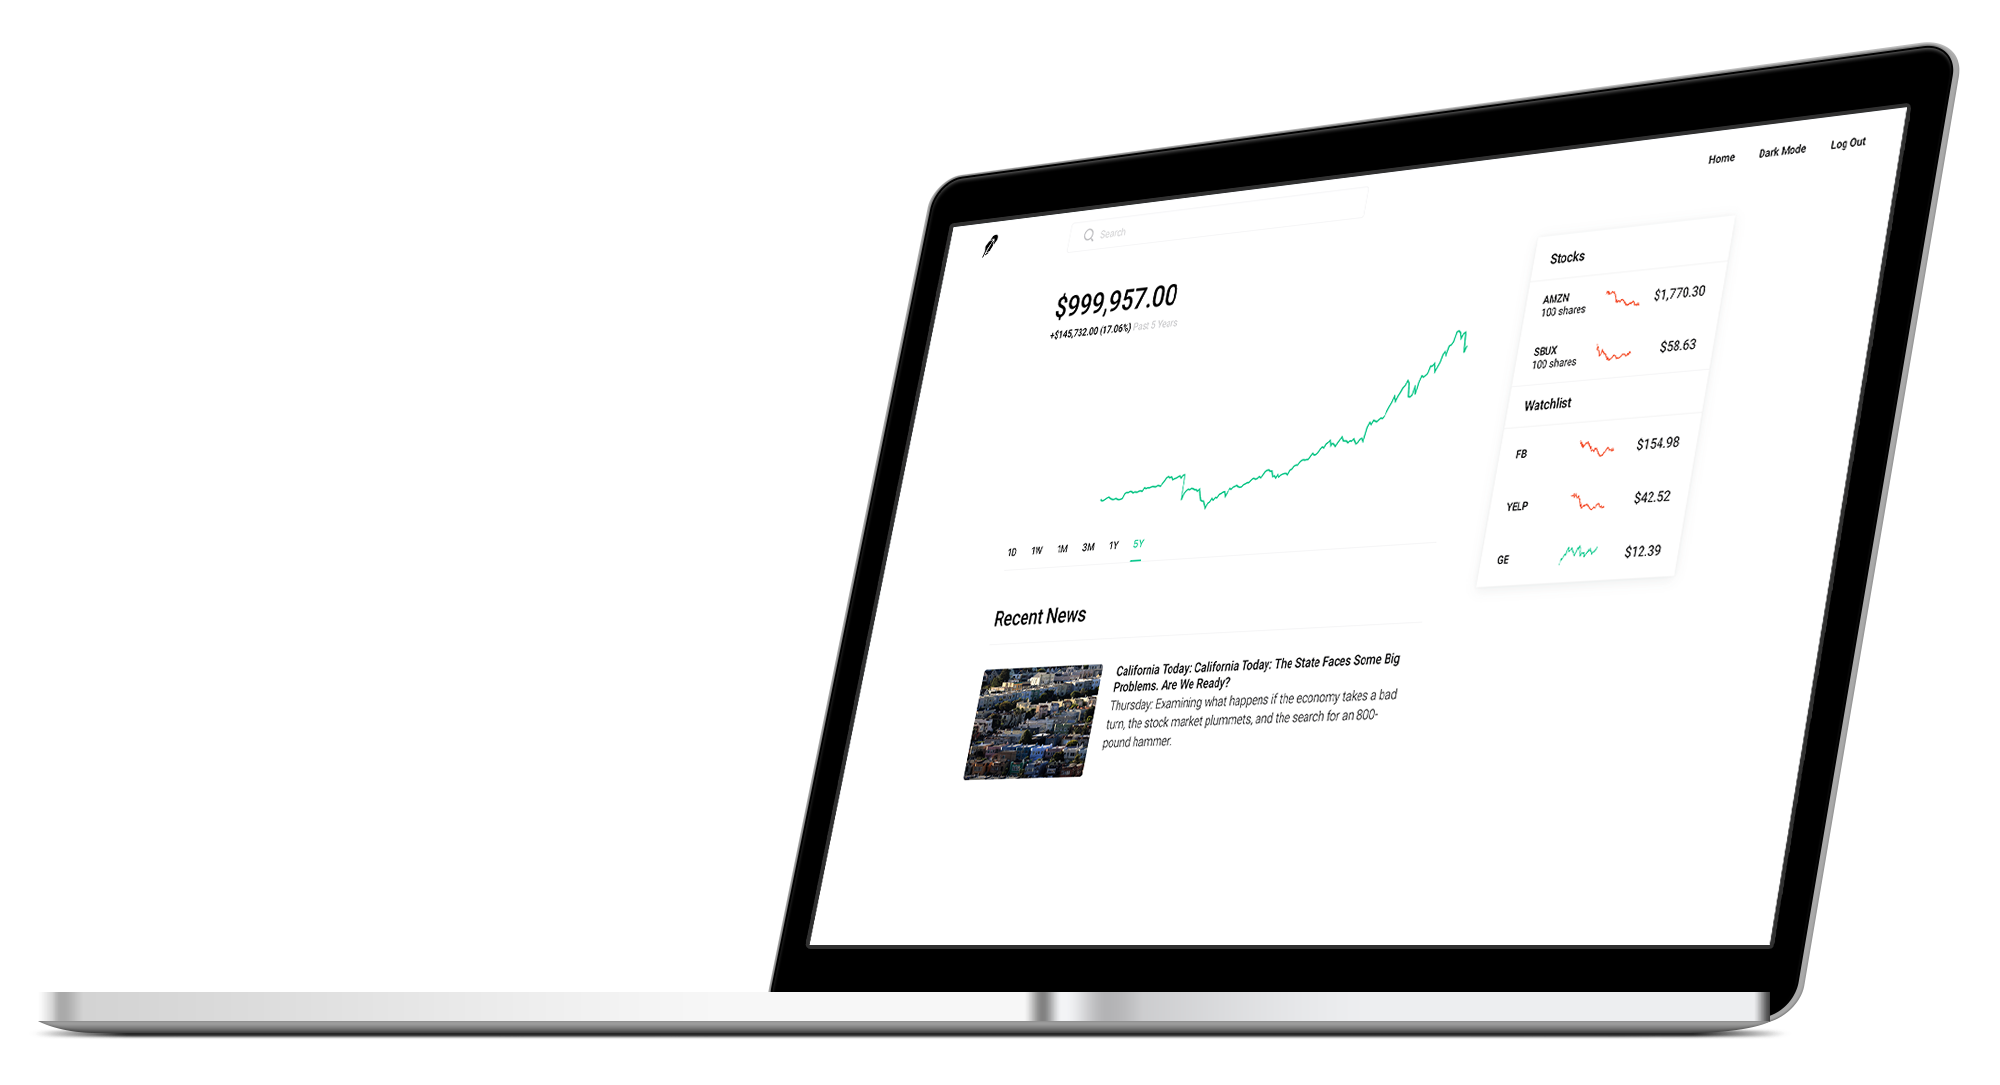 Home Dark Mode Log Out
Search
$999,957.00
+$145,732.00 (17.06%) Past 5 Years
1D 1W 1M 3M 1Y 5Y
Recent News
California Today: California Today: The State Faces Some Big
Problems. Are We Ready?
Thursday: Examining what happens if the economy takes a bad
turn, the stock market plummets, and the search for an 800-
pound hammer.
Stocks
AMZN
100 shares
$1,770.30
SBUX
100 shares
$58.63
Watchlist
FB $154.98
YELP $42.52
GE $12.39